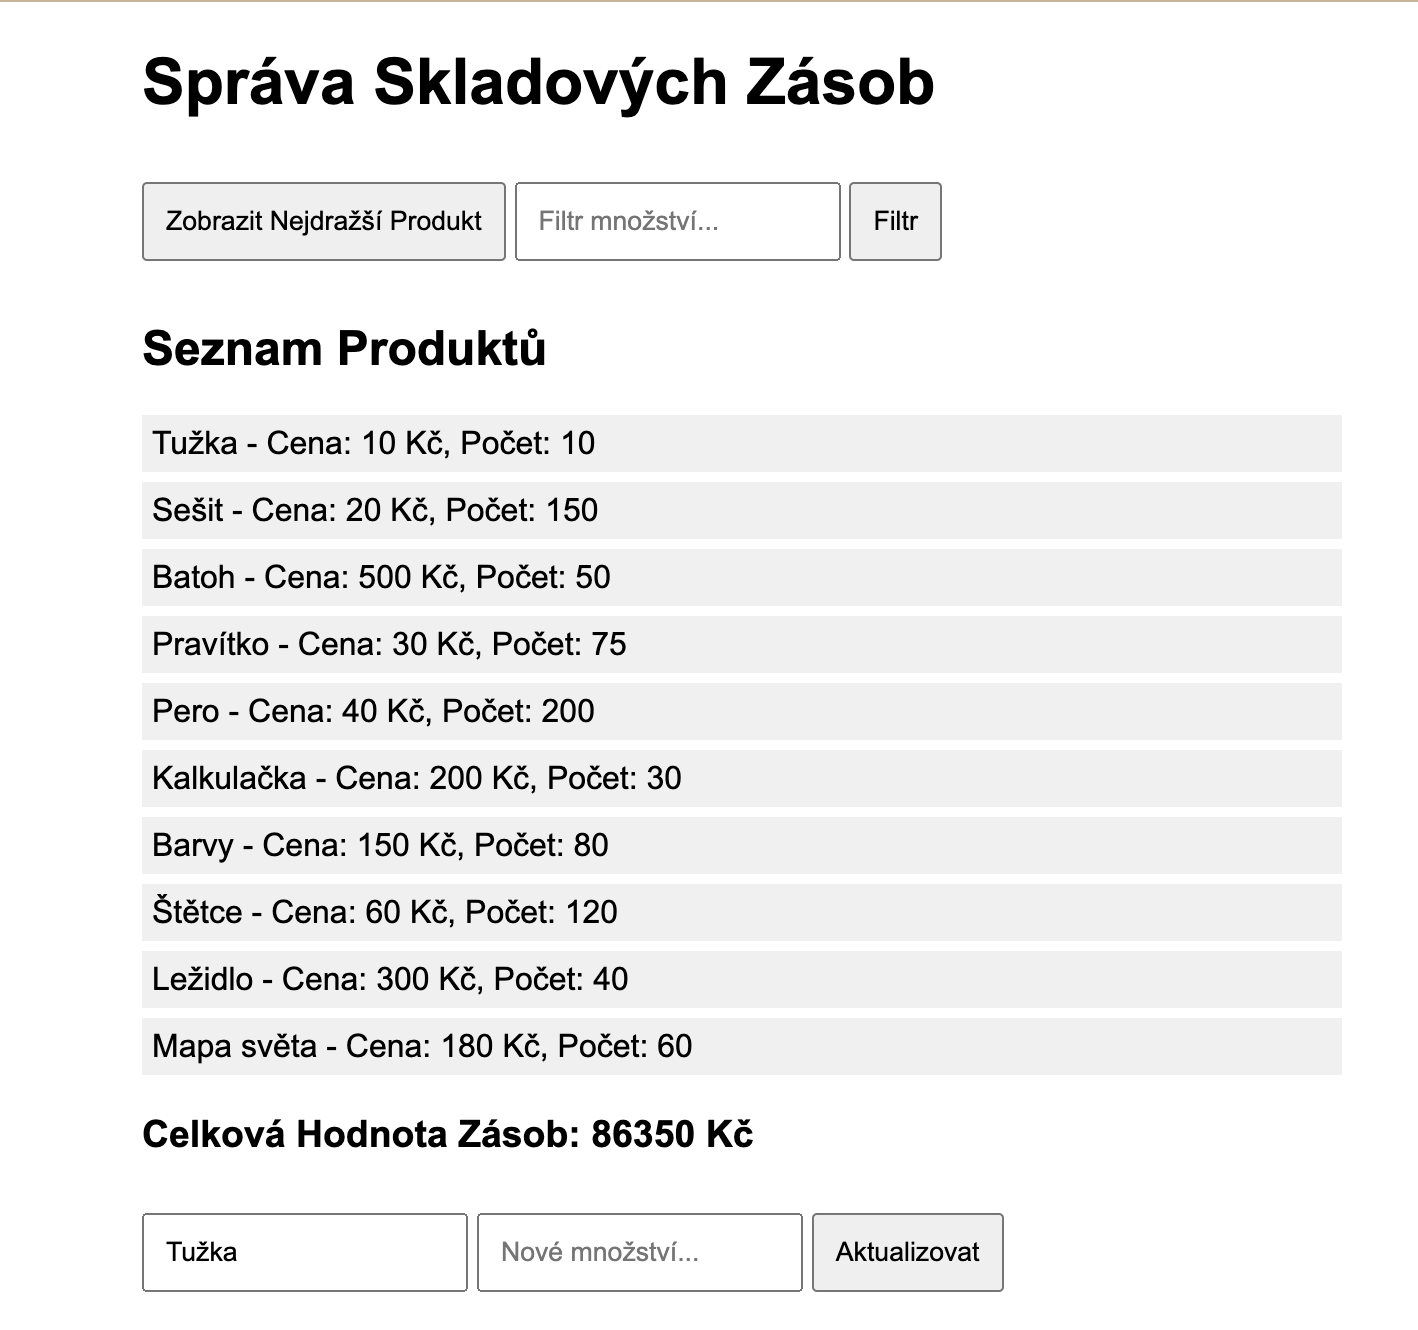 Správa Skladových Zásob
Zobrazit Nejdražší Produkt Filtr množství... Filtr
Seznam Produktů
Tužka - Cena: 10 Kč, Počet: 10
Sešit - Cena: 20 Kč, Počet: 150
Batoh - Cena: 500 Kč, Počet: 50
Pravítko - Cena: 30 Kč, Počet: 75
Pero - Cena: 40 Kč, Počet: 200
Kalkulačka - Cena: 200 Kč, Počet: 30
Barvy - Cena: 150 Kč, Počet: 80
Štětce - Cena: 60 Kč, Počet: 120
Ležidlo - Cena: 300 Kč, Počet: 40
Mapa světa - Cena: 180 Kč, Počet: 60
Celková Hodnota Zásob: 86350 Kč
Tužka Nové množství... Aktualizovat